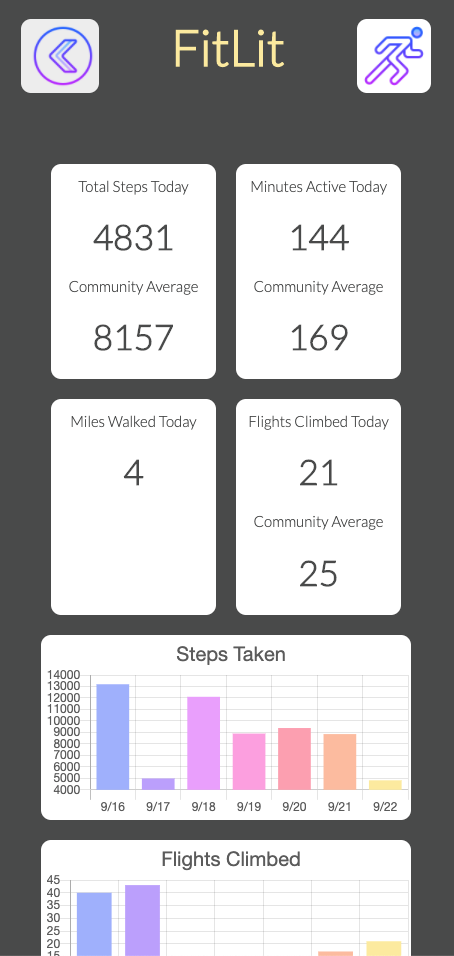 FitLit
Total Steps Today
4831
Community Average
8157
Minutes Active Today
144
Community Average
169
Miles Walked Today
4
Flights Climbed Today
21
Community Average
25
Steps Taken
14000
13000
12000
11000
10000
9000
8000
7000
6000
5000
4000
9/16 9/17 9/18 9/19 9/20 9/21 9/22
Flights Climbed
45
40
35
30
25
20
15